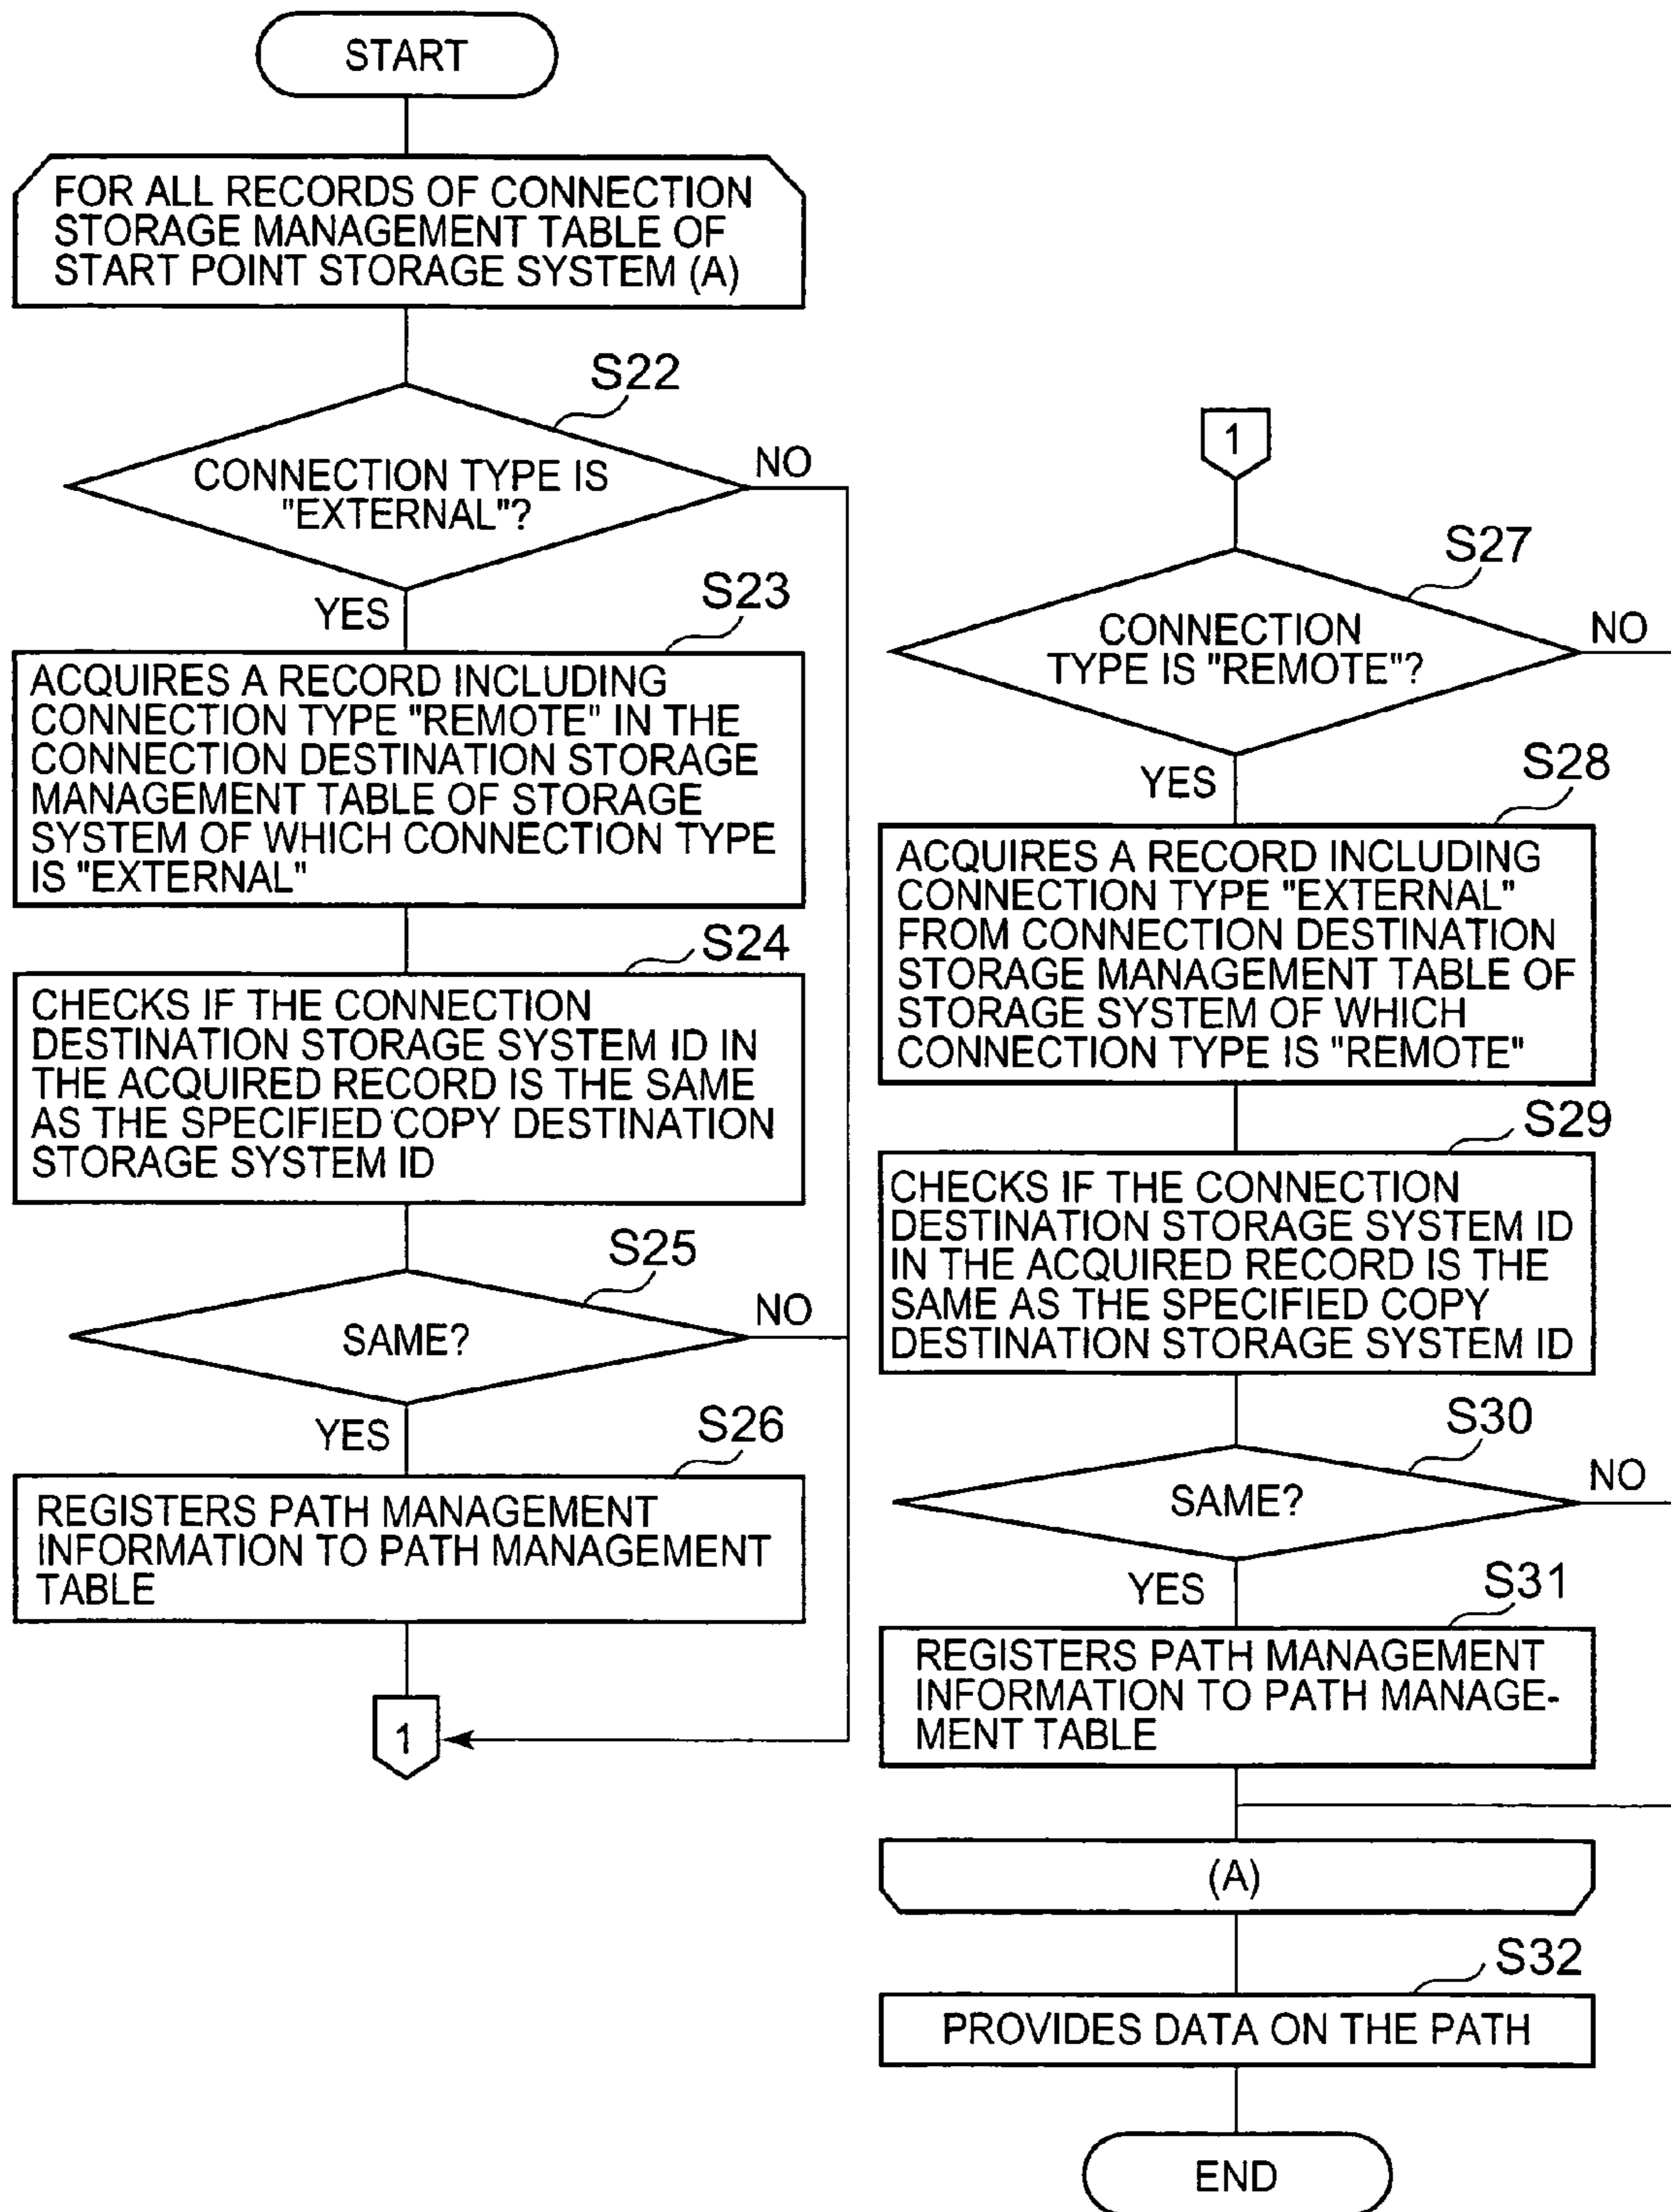 START
FOR ALL RECORDS OF CONNECTION
STORAGE MANAGEMENT TABLE OF
START POINT STORAGE SYSTEM (A)
S22
CONNECTION TYPE IS
"EXTERNAL"?
NO
YES
S23
ACQUIRES A RECORD INCLUDING
CONNECTION TYPE "REMOTE" IN THE
CONNECTION DESTINATION STORAGE
MANAGEMENT TABLE OF STORAGE
SYSTEM OF WHICH CONNECTION TYPE
IS "EXTERNAL"
S24
CHECKS IF THE CONNECTION
DESTINATION STORAGE SYSTEM ID IN
THE ACQUIRED RECORD IS THE SAME
AS THE SPECIFIED COPY DESTINATION
STORAGE SYSTEM ID
S25
SAME?
NO
YES
S26
REGISTERS PATH MANAGEMENT
INFORMATION TO PATH MANAGEMENT
TABLE
1
1
S27
CONNECTION
TYPE IS "REMOTE"?
NO
YES
S28
ACQUIRES A RECORD INCLUDING
CONNECTION TYPE "EXTERNAL"
FROM CONNECTION DESTINATION
STORAGE MANAGEMENT TABLE OF
STORAGE SYSTEM OF WHICH
CONNECTION TYPE IS "REMOTE"
S29
CHECKS IF THE CONNECTION
DESTINATION STORAGE SYSTEM ID
IN THE ACQUIRED RECORD IS THE
SAME AS THE SPECIFIED COPY
DESTINATION STORAGE SYSTEM ID
S30
SAME?
NO
YES
S31
REGISTERS PATH MANAGEMENT
INFORMATION TO PATH MANAGE-
MENT TABLE
(A)
S32
PROVIDES DATA ON THE PATH
END